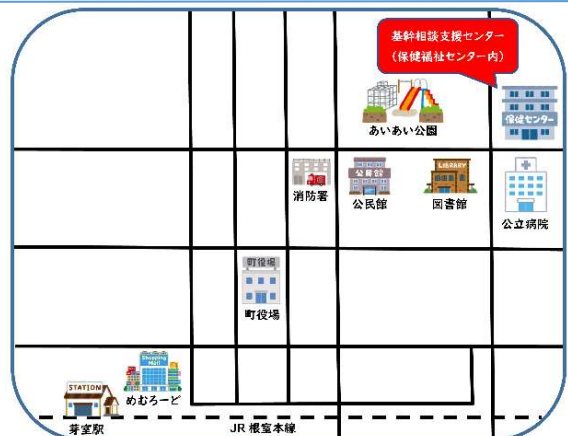 基幹相談支援センター
（保健福祉センター内）
保健センター
あいあい公園
公民館
LIBRARY
消防署
公民館
図書館
公立病院
町役場
町役場
Shopping Mall
STATION
めむろーど
芽室駅
JR 根室本線